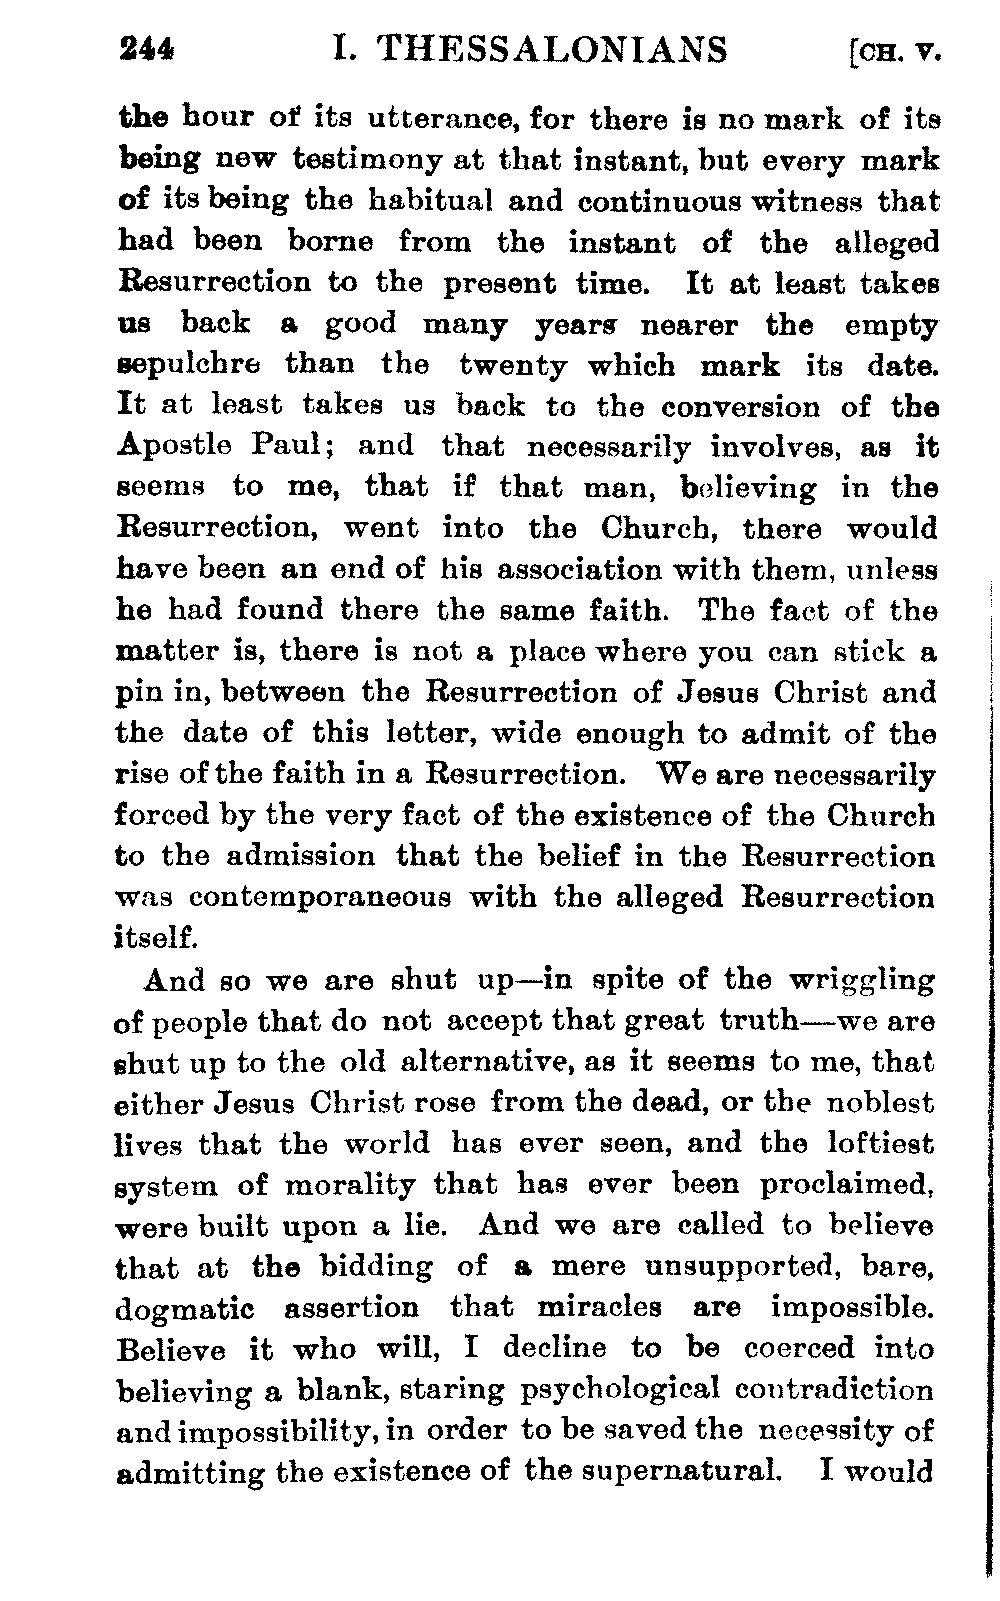 244 I. THESSALONIANS [CH. V.
the hour of its utterance, for there is no mark of its
being new testimony at that instant, but every mark
of its being the habitual and continuous witness that
had been borne from the instant of the alleged
Resurrection to the present time. It at least takes
us back a good many years nearer the empty
sepulchre than the twenty which mark its date.
It at least takes us back to the conversion of the
Apostle Paul; and that necessarily involves, as it
seems to me, that if that man, believing in the
Resurrection, went into the Church, there would
have been an end of his association with them, unless
he had found there the same faith. The fact of the
matter is, there is not a place where you can stick a
pin in, between the Resurrection of Jesus Christ and
the date of this letter, wide enough to admit of the
rise of the faith in a Resurrection. We are necessarily
forced by the very fact of the existence of the Church
to the admission that the belief in the Resurrection
was contemporaneous with the alleged Resurrection
itself.
And so we are shut up—in spite of the wriggling
of people that do not accept that great truth—we are
shut up to the old alternative, as it seems to me, that
either Jesus Christ rose from the dead, or the noblest
lives that the world has ever seen, and the loftiest
system of morality that has ever been proclaimed,
were built upon a lie. And we are called to believe
that at the bidding of a mere unsupported, bare,
dogmatic assertion that miracles are impossible.
Believe it who will, I decline to be coerced into
believing a blank, staring psychological contradiction
and impossibility, in order to be saved the necessity of
admitting the existence of the supernatural. I would